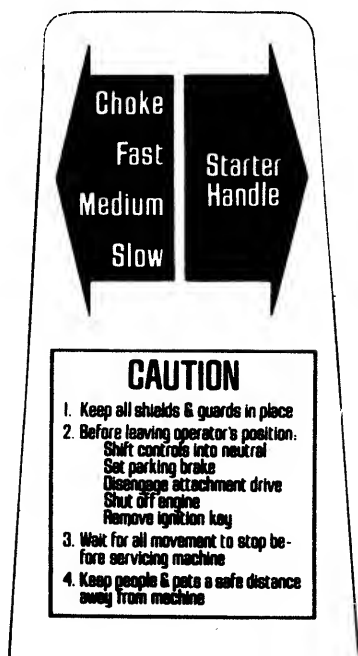 Choke
Fast
Medium
Slow
Starter
Handle
CAUTION
1. Keep all shields & guards in place
2. Before leaving operator's position:
Shift controls into neutral
Set parking brake
Disengage attachment drive
Shut off engine
Remove ignition key
3. Wait for all movement to stop be-
fore servicing machine
4. Keep people & pets a safe distance
away from machine